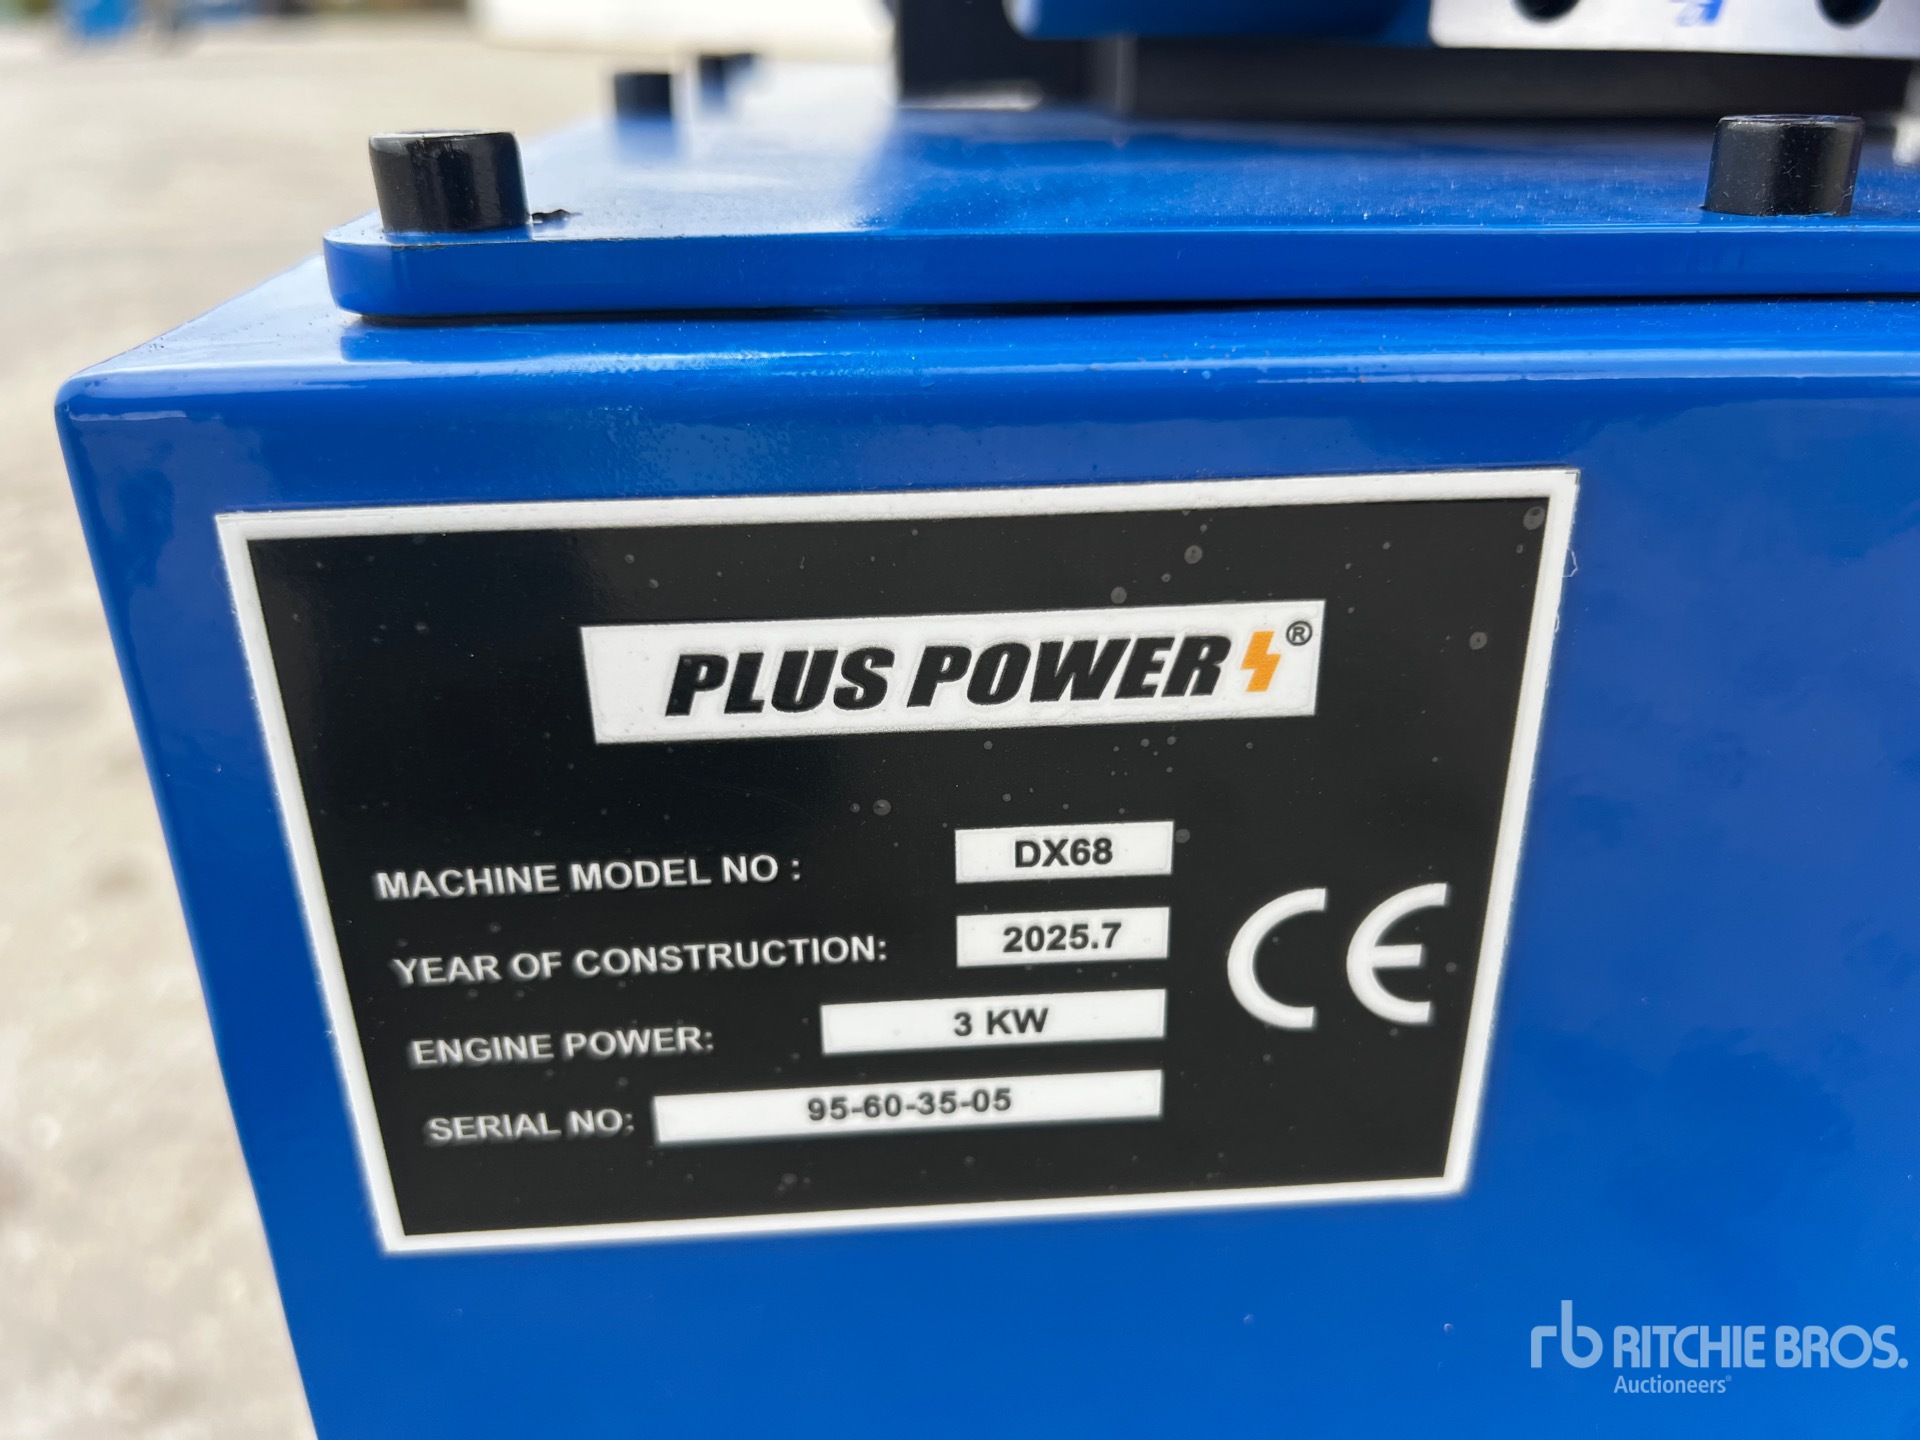 PLUS POWER ®
MACHINE MODEL NO : DX68
YEAR OF CONSTRUCTION: 2025.7
ENGINE POWER: 3 KW
SERIAL NO: 95-60-35-05
CE
rb RITCHIE BROS.
Auctioneers